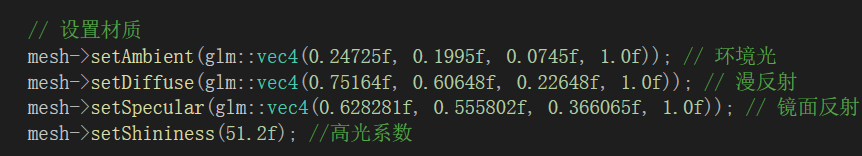 // 设置材质
mesh->setAmbient(glm::vec4(0.24725f, 0.1995f, 0.0745f, 1.0f)); // 环境光
mesh->setDiffuse(glm::vec4(0.75164f, 0.60648f, 0.22648f, 1.0f)); // 漫反射
mesh->setSpecular(glm::vec4(0.628281f, 0.555802f, 0.366065f, 1.0f)); // 镜面反射
mesh->setShininess(51.2f); //高光系数